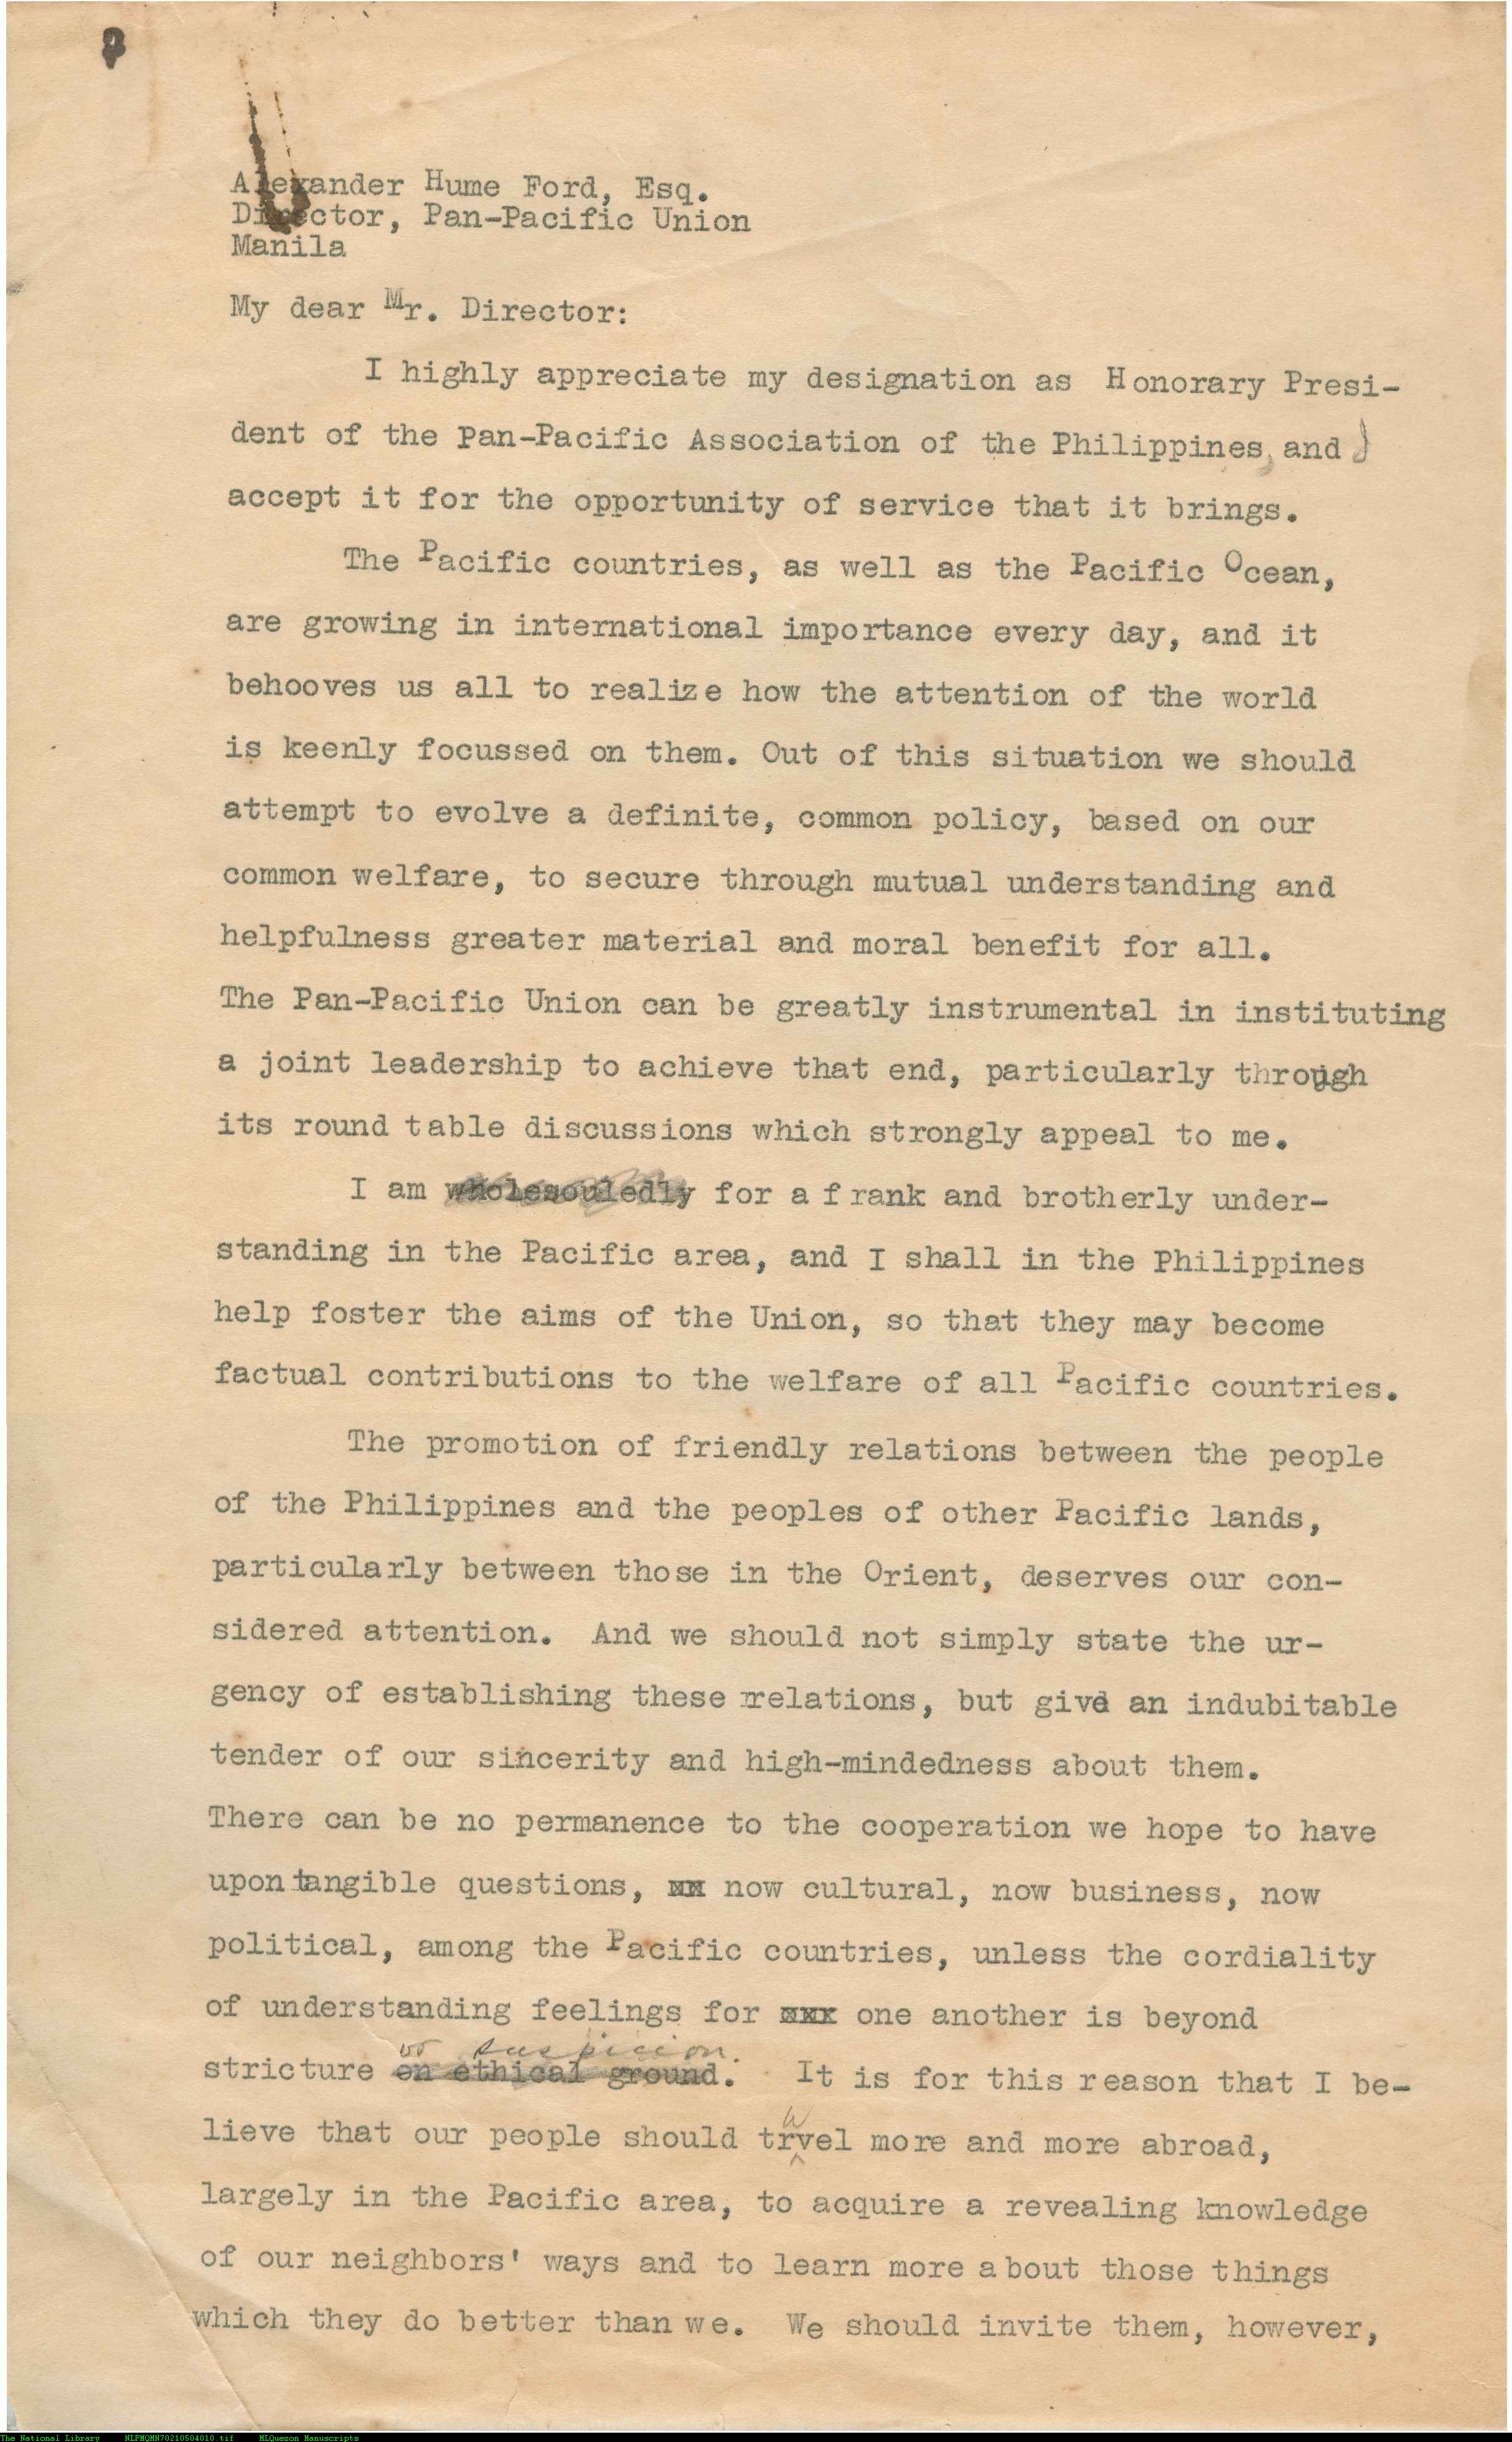 Alexander Hume Ford, Esq.
Director, Pan-Pacific Union
Manila
My dear Mr. Director:
I highly appreciate my designation as Honorary Presi-
dent of the Pan-Pacific Association of the Philippines, and
accept it for the opportunity of service that it brings.
The Pacific countries, as well as the Pacific Ocean,
are growing in international importance every day, and it
behooves us all to realize how the attention of the world
is keenly focussed on them. Out of this situation we should
attempt to evolve a definite, common policy, based on our
common welfare, to secure through mutual understanding and
helpfulness greater material and moral benefit for all.
The Pan-Pacific Union can be greatly instrumental in instituting
a joint leadership to achieve that end, particularly through
its round table discussions which strongly appeal to me.
I am wholesouledly for a frank and brotherly under-
standing in the Pacific area, and I shall in the Philippines
help foster the aims of the Union, so that they may become
factual contributions to the welfare of all Pacific countries.
The promotion of friendly relations between the people
of the Philippines and the peoples of other Pacific lands,
particularly between those in the Orient, deserves our con-
sidered attention. And we should not simply state the ur-
gency of establishing these relations, but give an indubitable
tender of our sincerity and high-mindedness about them.
There can be no permanence to the cooperation we hope to have
upon tangible questions, xx now cultural, now business, now
political, among the Pacific countries, unless the cordiality
of understanding feelings for xxx one another is beyond
or suspicion.
stricture on ethical ground. It is for this reason that I be-
a
lieve that our people should trvel more and more abroad,
largely in the Pacific area, to acquire a revealing knowledge
of our neighbors' ways and to learn more about those things
which they do better than we. We should invite them, however,
The National Library NLPMQMN70210504010.tif MLQuezon Manuscripts